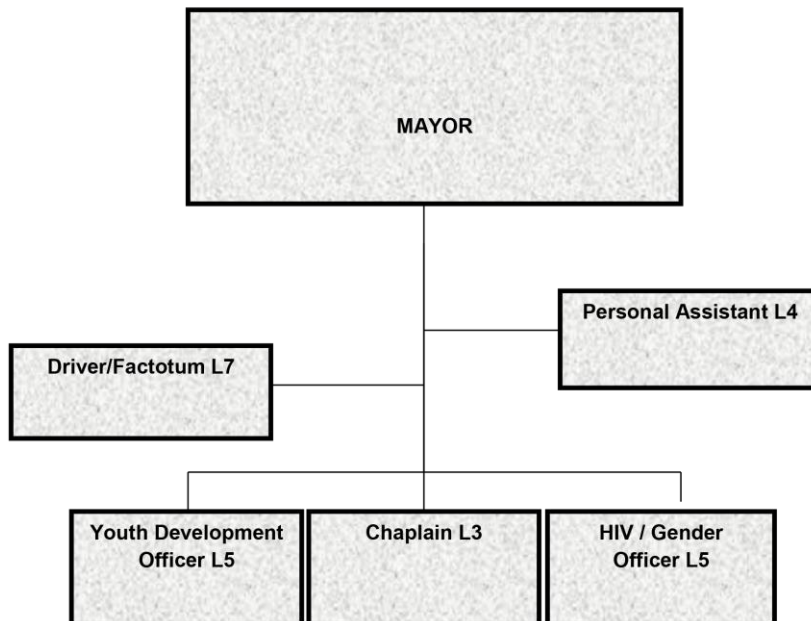 MAYOR
Personal Assistant L4
Driver/Factotum L7
Youth Development
Officer L5
Chaplain L3
HIV / Gender
Officer L5